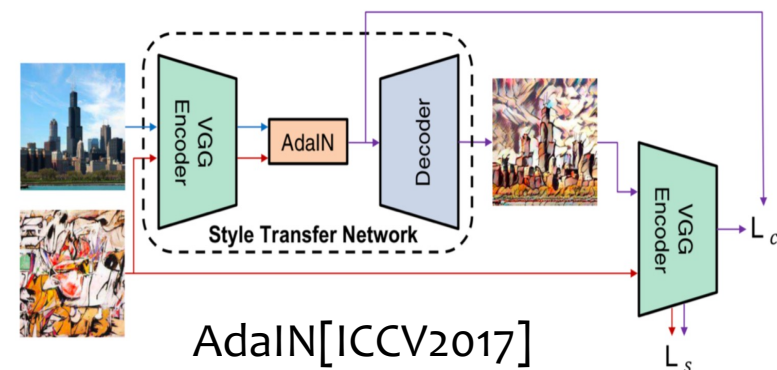 VGG
Encoder
AdaIN
Decoder
Style Transfer Network
VGG
Encoder
L c
L s
AdaIN[ICCV2017]